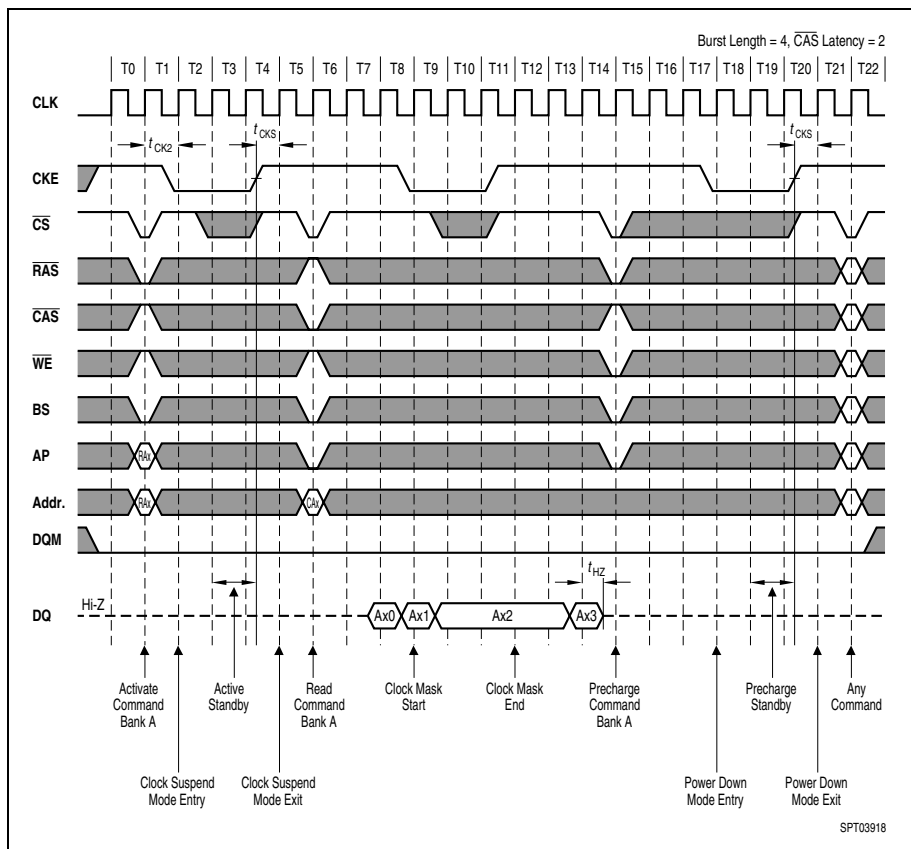 Burst Length = 4, CAS Latency = 2
T0 T1 T2 T3 T4 T5 T6 T7 T8 T9 T10 T11 T12 T13 T14 T15 T16 T17 T18 T19 T20 T21 T22
CLK
tCK2 tCKS tCKS
CKE
CS
RAS
CAS
WE
BS
AP RAx
Addr. RAx CAx
DQM
tHZ
Hi-Z
DQ Ax0 Ax1 Ax2 Ax3
Activate Command Bank A
Active Standby
Read Command Bank A
Clock Mask Start
Clock Mask End
Precharge Command Bank A
Precharge Standby
Any Command
Clock Suspend Mode Entry
Clock Suspend Mode Exit
Power Down Mode Entry
Power Down Mode Exit
SPT03918